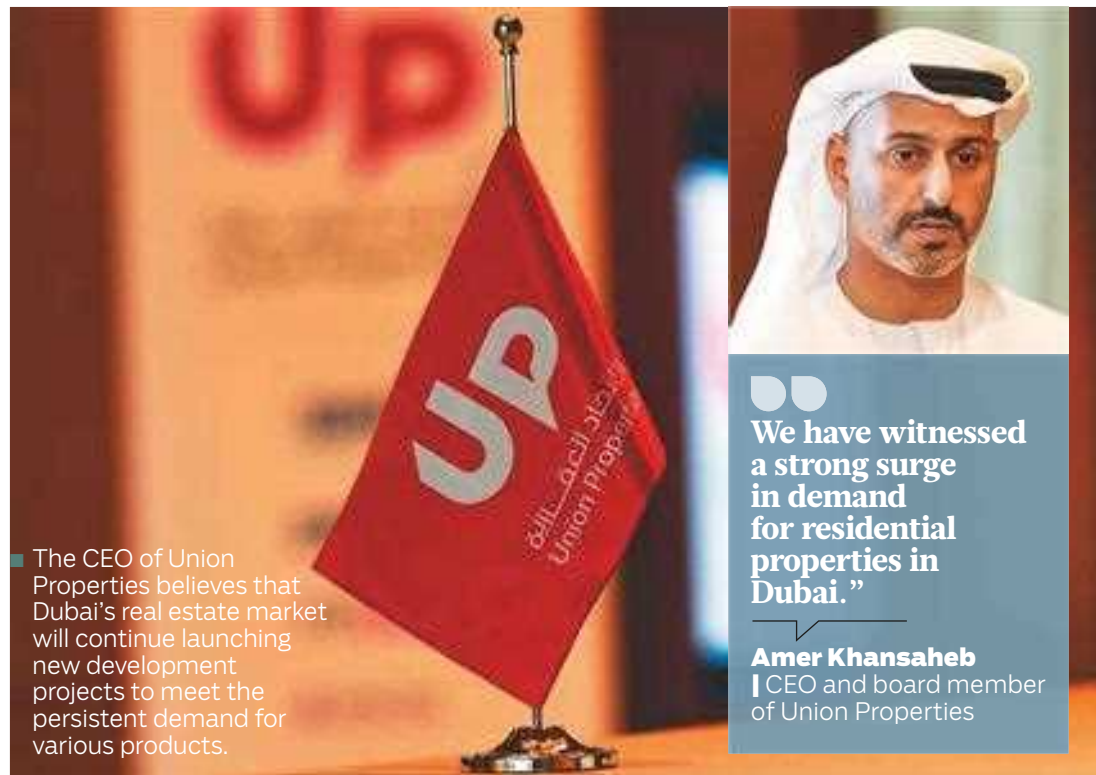 UP
UP
Union
The CEO of Union
Properties believes that
Dubai’s real estate market
will continue launching
new development
projects to meet the
persistent demand for
various products.
We have witnessed
a strong surge
in demand
for residential
properties in
Dubai.”
Amer Khansaheb
| CEO and board member
of Union Properties